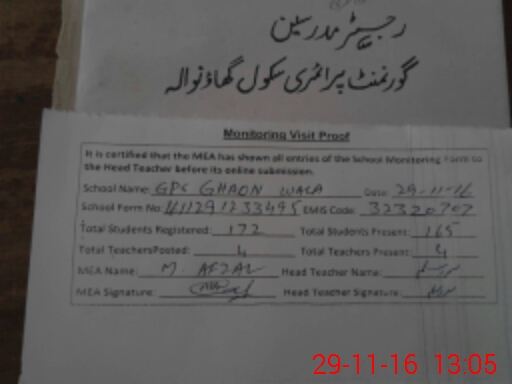 رجسٹر مدرسین
گورنمنٹ پرائمری سکول گھاؤنوالہ
Monitoring Visit Proof
It is certified that the MEA has shown all entries of the School Monitoring Form to
the Head Teacher before its online submission.
School Name: GPS GHAON WALA Date: 29-11-16
School Form No: EMIS Code: 32320707
Total Students Registered: 172 Total Students Present: 165
Total TeachersPosted: 4 Total Teachers Present: 4
MEA Name: M. AFZAL Head Teacher Name:
MEA Signature: Head Teacher Signature:
29-11-16 13:05